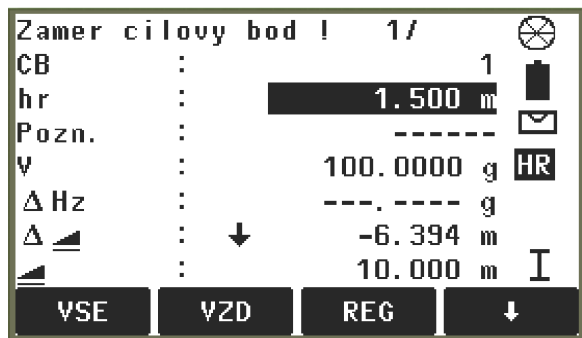 Zamer cilovy bod ! 1/
CB : 1
hr : 1.500 m
Pozn. : ------
V : 100.0000 g HR
Δ Hz : ---.---- g
Δ : ↓ -6.394 m
: 10.000 m
VSE VZD REG ↓